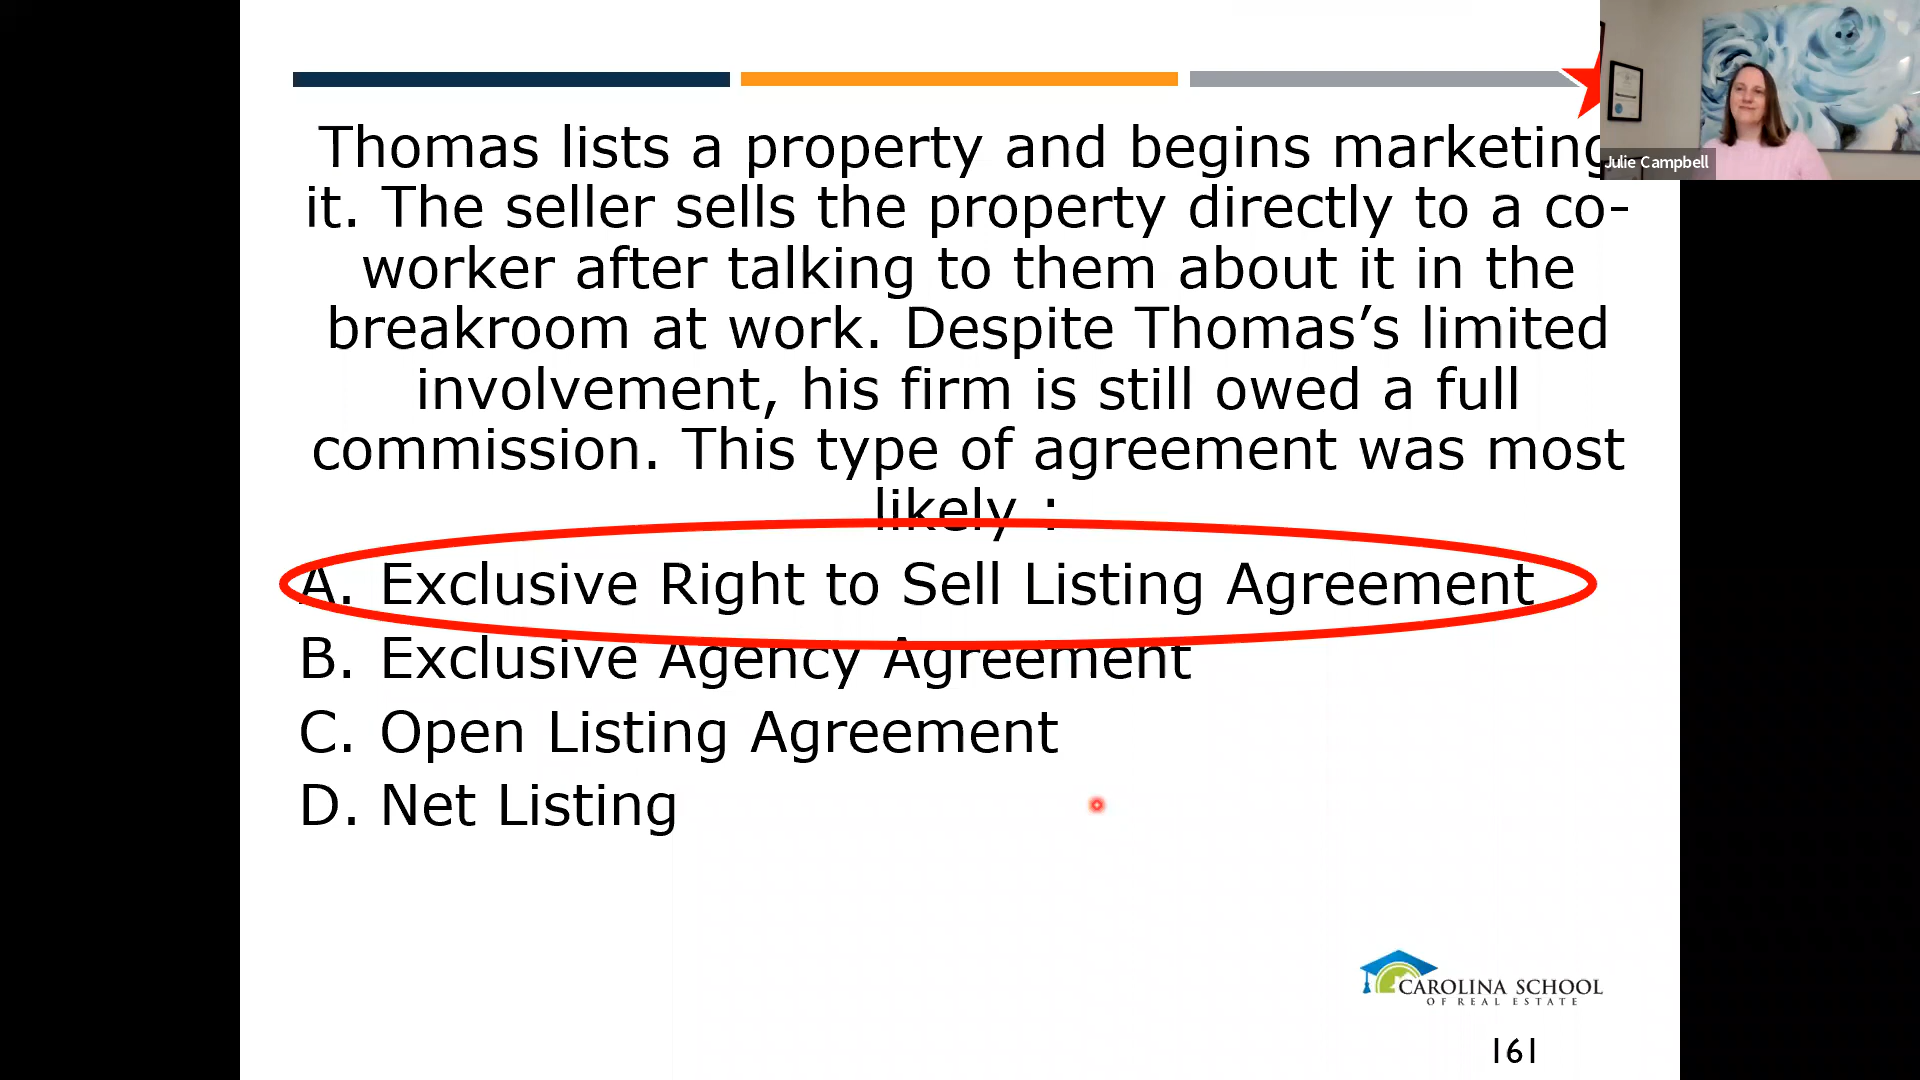 Thomas lists a property and begins marketing
it. The seller sells the property directly to a co-
worker after talking to them about it in the
breakroom at work. Despite Thomas’s limited
involvement, his firm is still owed a full
commission. This type of agreement was most
likely :
A. Exclusive Right to Sell Listing Agreement
B. Exclusive Agency Agreement
C. Open Listing Agreement
D. Net Listing
Julie Campbell
CAROLINA SCHOOL
OF REAL ESTATE
161